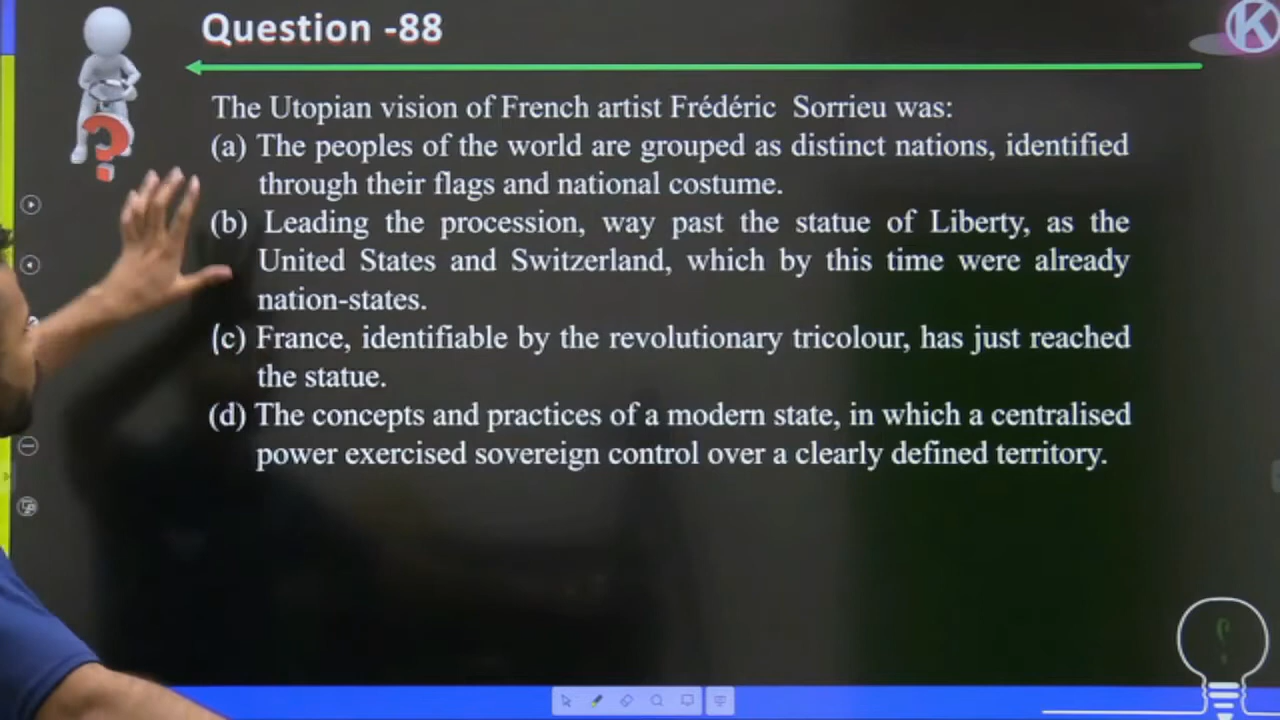 Question -88
K
The Utopian vision of French artist Frédéric Sorrieu was:
(a) The peoples of the world are grouped as distinct nations, identified
through their flags and national costume.
(b) Leading the procession, way past the statue of Liberty, as the
United States and Switzerland, which by this time were already
nation-states.
(c) France, identifiable by the revolutionary tricolour, has just reached
the statue.
(d) The concepts and practices of a modern state, in which a centralised
power exercised sovereign control over a clearly defined territory.